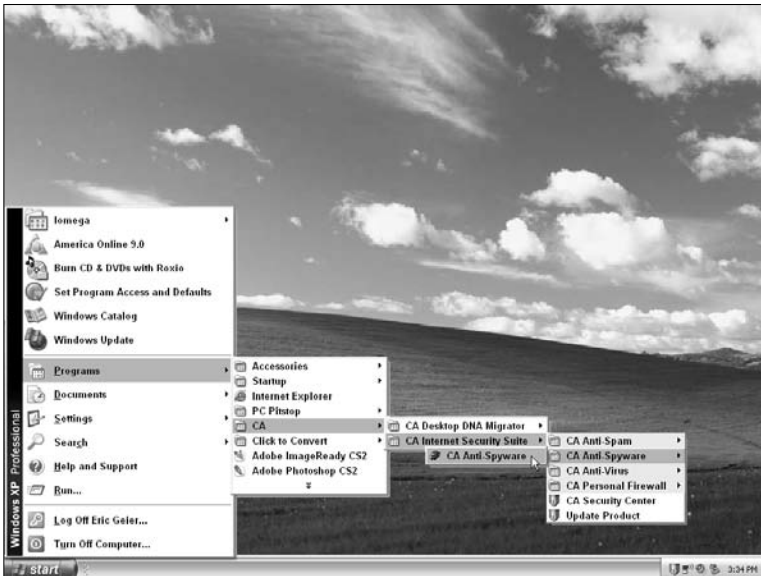 Iomega
America Online 9.0
Burn CD & DVDs with Roxio
Set Program Access and Defaults
Windows Catalog
Windows Update
Programs
Documents
Settings
Search
Help and Support
Run...
Log Off Eric Geier...
Turn Off Computer...
Windows XP Professional
Accessories
Startup
Internet Explorer
PC Pitstop
CA
Click to Convert
Adobe ImageReady CS2
Adobe Photoshop CS2
CA Desktop DNA Migrator
CA Internet Security Suite
CA Anti-Spyware
CA Anti-Spam
CA Anti-Spyware
CA Anti-Virus
CA Personal Firewall
CA Security Center
Update Product
start
3:34 PM